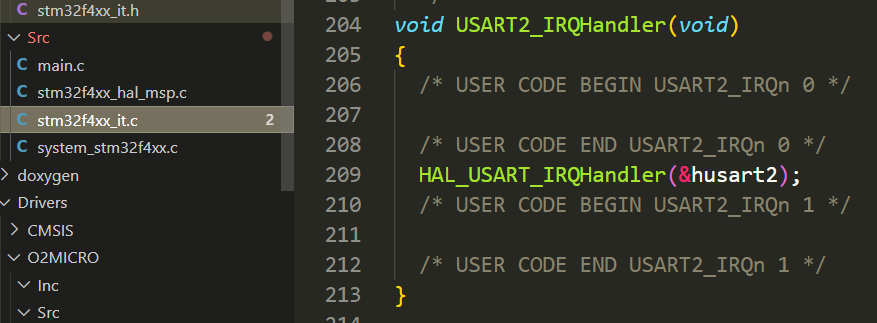 stm32f4xx_it.h
Src
main.c
stm32f4xx_hal_msp.c
stm32f4xx_it.c 2
system_stm32f4xx.c
doxygen
Drivers
CMSIS
O2MICRO
Inc
Src
204 void USART2_IRQHandler(void)
205 {
206 /* USER CODE BEGIN USART2_IRQn 0 */
207
208 /* USER CODE END USART2_IRQn 0 */
209 HAL_USART_IRQHandler(&husart2);
210 /* USER CODE BEGIN USART2_IRQn 1 */
211
212 /* USER CODE END USART2_IRQn 1 */
213 }